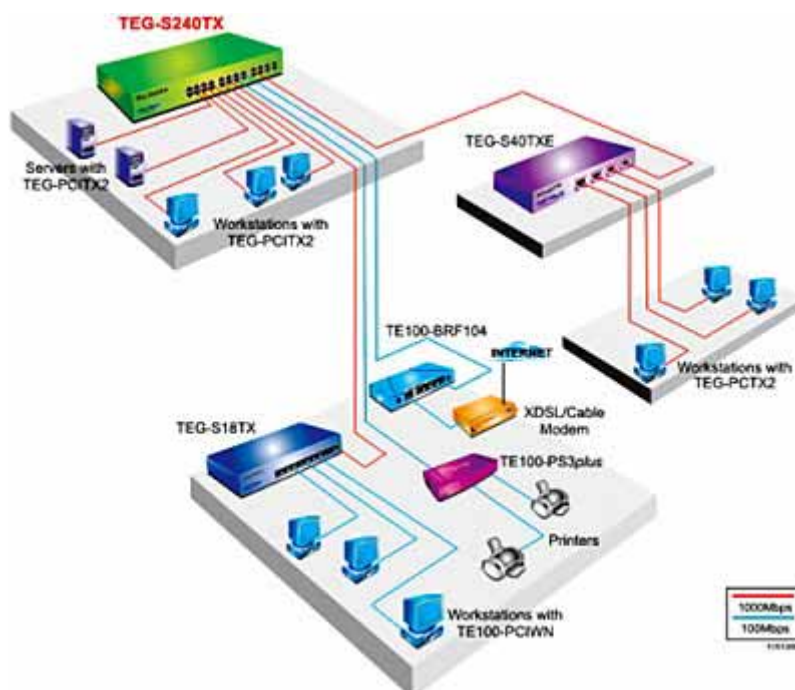 TEG-S240TX
TEG-S40TXE
Servers with
TEG-PCITX2
Workstations with
TEG-PCITX2
TE100-BRF104
INTERNET
Workstations with
TEG-PCTX2
XDSL/Cable
Modem
TEG-S18TX
TE100-PS3plus
Printers
Workstations with
TE100-PCIWN
1000Mbps
100Mbps